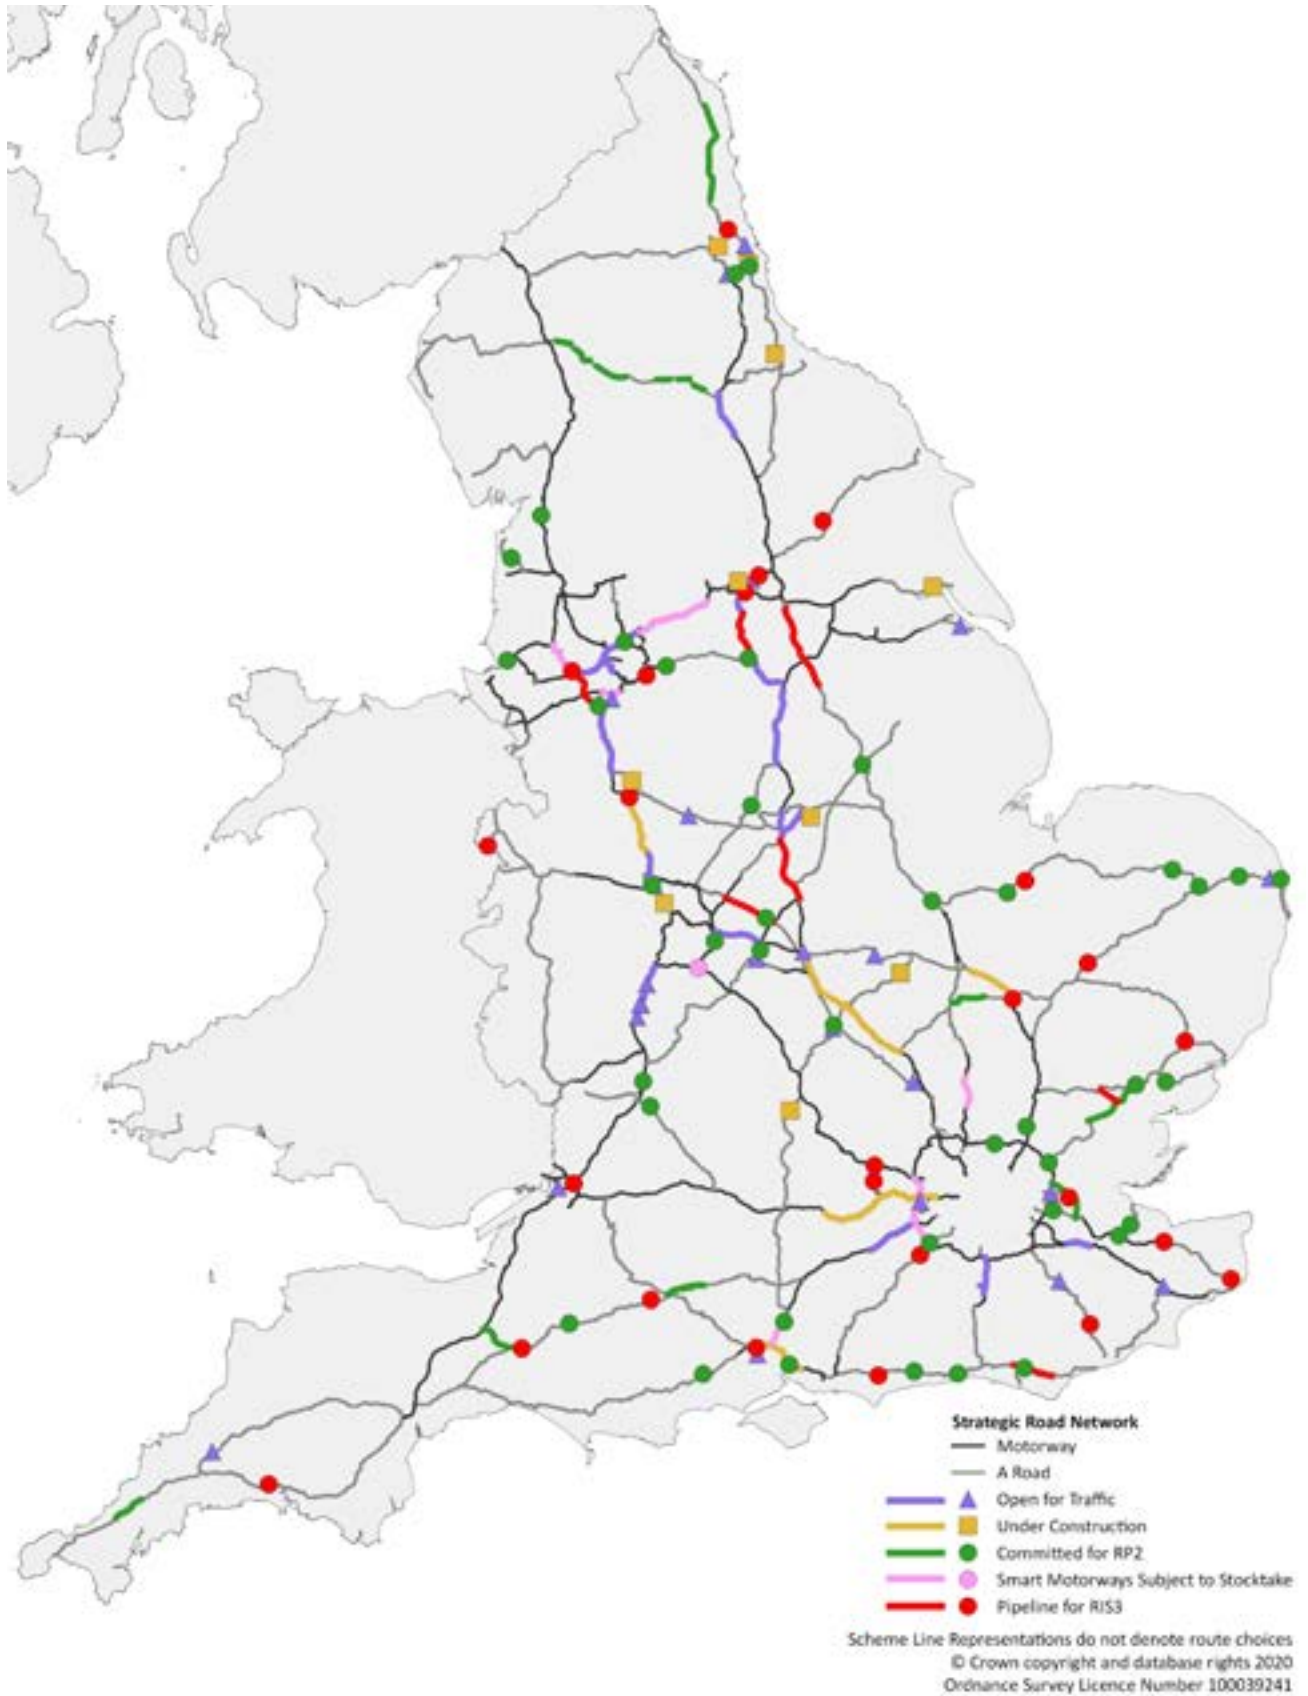 Strategic Road Network
Motorway
A Road
Open for Traffic
Under Construction
Committed for RP2
Smart Motorways Subject to Stocktake
Pipeline for RIS3
Scheme Line Representations do not denote route choices
© Crown copyright and database rights 2020
Ordnance Survey Licence Number 100039241